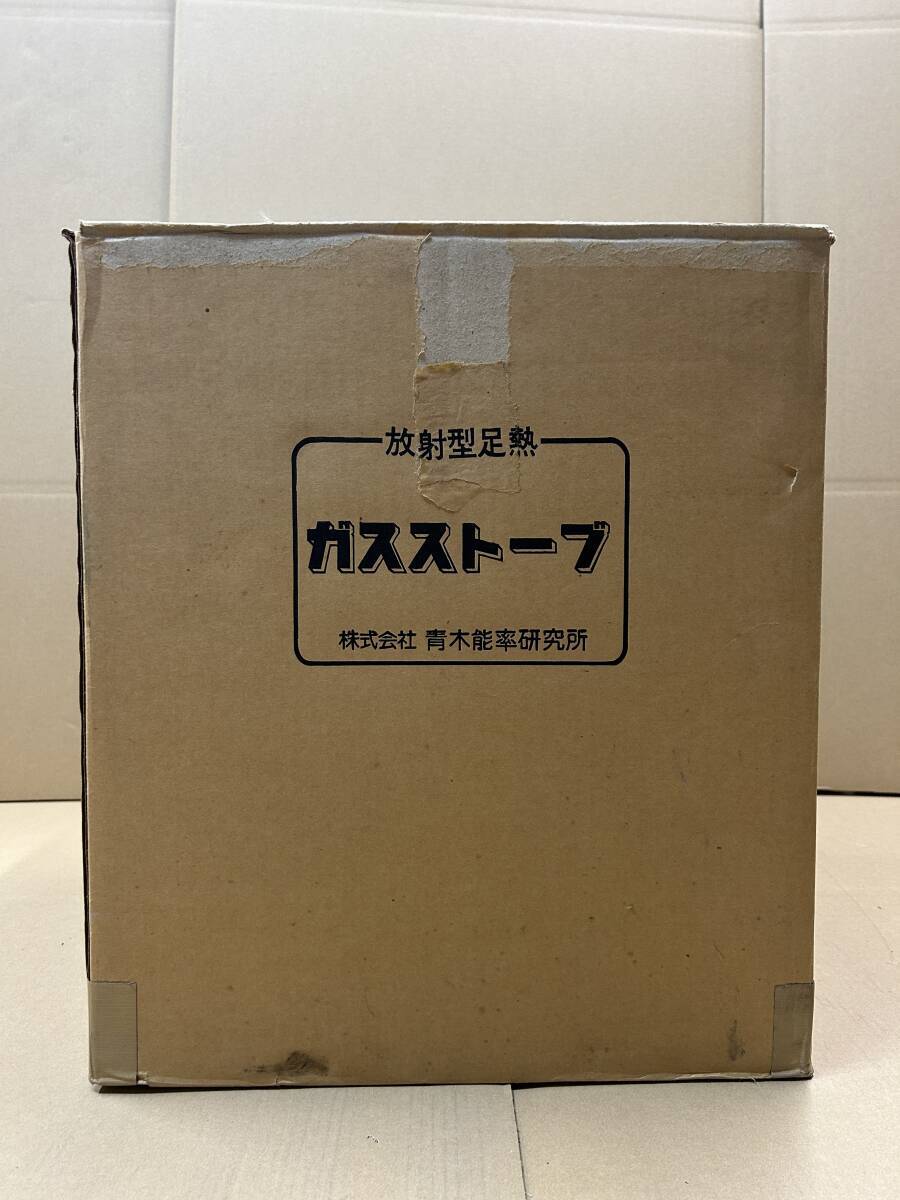 放射型足熱
ガスストーブ
株式会社 青木能率研究所